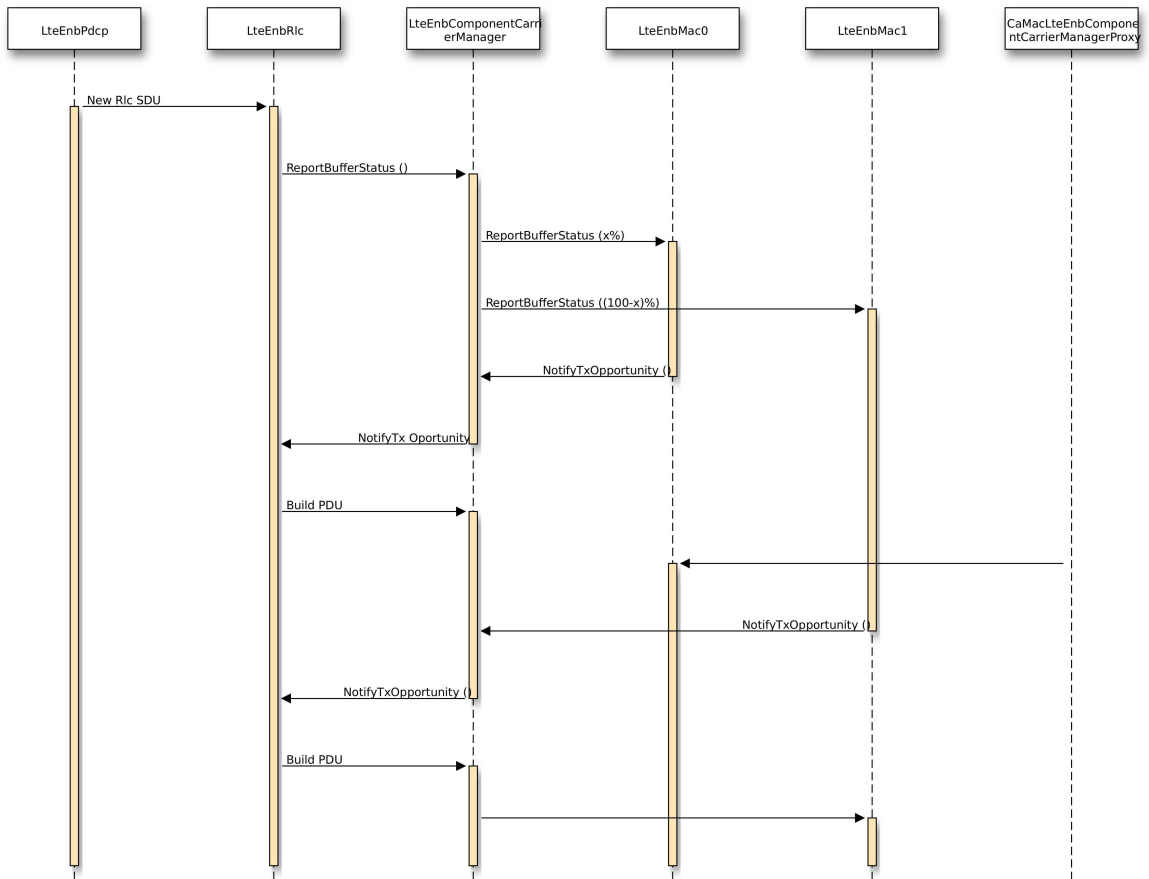 LteEnbPdcp
LteEnbRlc
LteEnbComponentCarri
erManager
LteEnbMac0
LteEnbMac1
CaMacLteEnbCompone
ntCarrierManagerProxy
New Rlc SDU
ReportBufferStatus ()
ReportBufferStatus (x%)
ReportBufferStatus ((100-x)%)
NotifyTxOpportunity ()
NotifyTx Oportunity
Build PDU
NotifyTxOpportunity ()
NotifyTxOpportunity ()
Build PDU